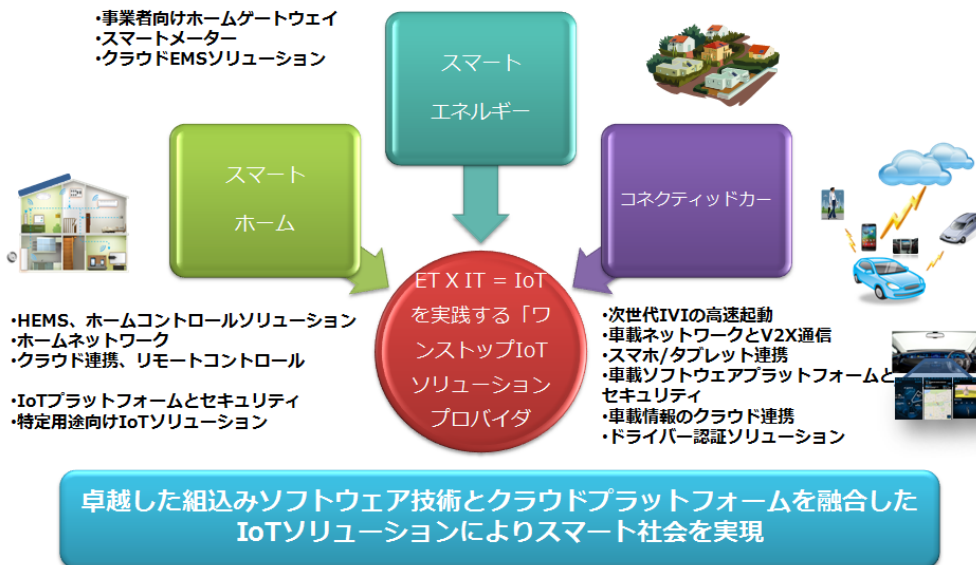 ・事業者向けホームゲートウェイ
・スマートメーター
・クラウドEMSソリューション
スマート
エネルギー
スマート
ホーム
コネクティッドカー
ET X IT = IoT
を実践する「ワ
ンストップIoT
ソリューション
プロバイダ
・HEMS、ホームコントロールソリューション
・ホームネットワーク
・クラウド連携、リモートコントロール
・IoTプラットフォームとセキュリティ
・特定用途向けIoTソリューション
・次世代IVIの高速起動
・車載ネットワークとV2X通信
・スマホ/タブレット連携
・車載ソフトウェアプラットフォームと
セキュリティ
・車載情報のクラウド連携
・ドライバー認証ソリューション
卓越した組込みソフトウェア技術とクラウドプラットフォームを融合した
IoTソリューションによりスマート社会を実現